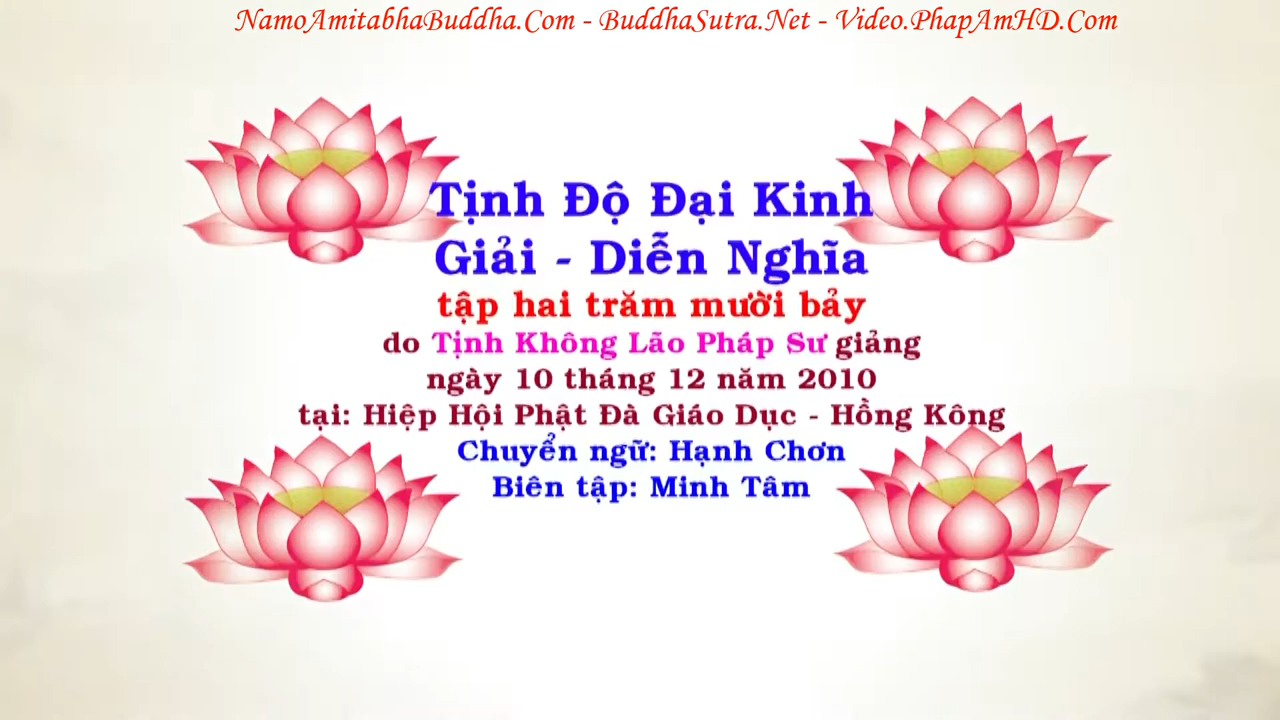 NamoAmitabhaBuddha.Com - BuddhaSutra.Net - Video.PhapAmHD.Com
Tịnh Độ Đại Kinh
Giải - Diễn Nghĩa
tập hai trăm mười bảy
do Tịnh Không Lão Pháp Sư giảng
ngày 10 tháng 12 năm 2010
tại: Hiệp Hội Phật Đà Giáo Dục - Hồng Kông
Chuyển ngữ: Hạnh Chơn
Biên tập: Minh Tâm